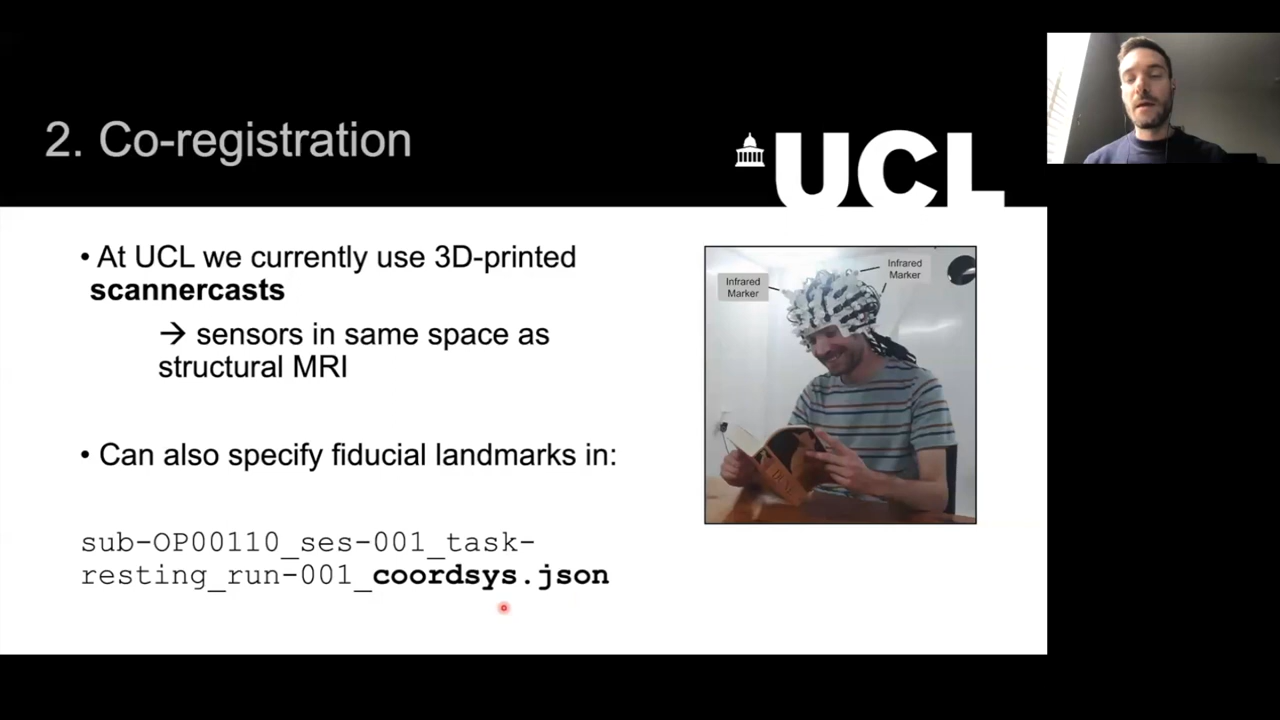 2. Co-registration
UCL
• At UCL we currently use 3D-printed
scannercasts
→ sensors in same space as
structural MRI
• Can also specify fiducial landmarks in:
sub-OP00110_ses-001_task-
resting_run-001_coordsys.json
Infrared
Marker
Infrared
Marker